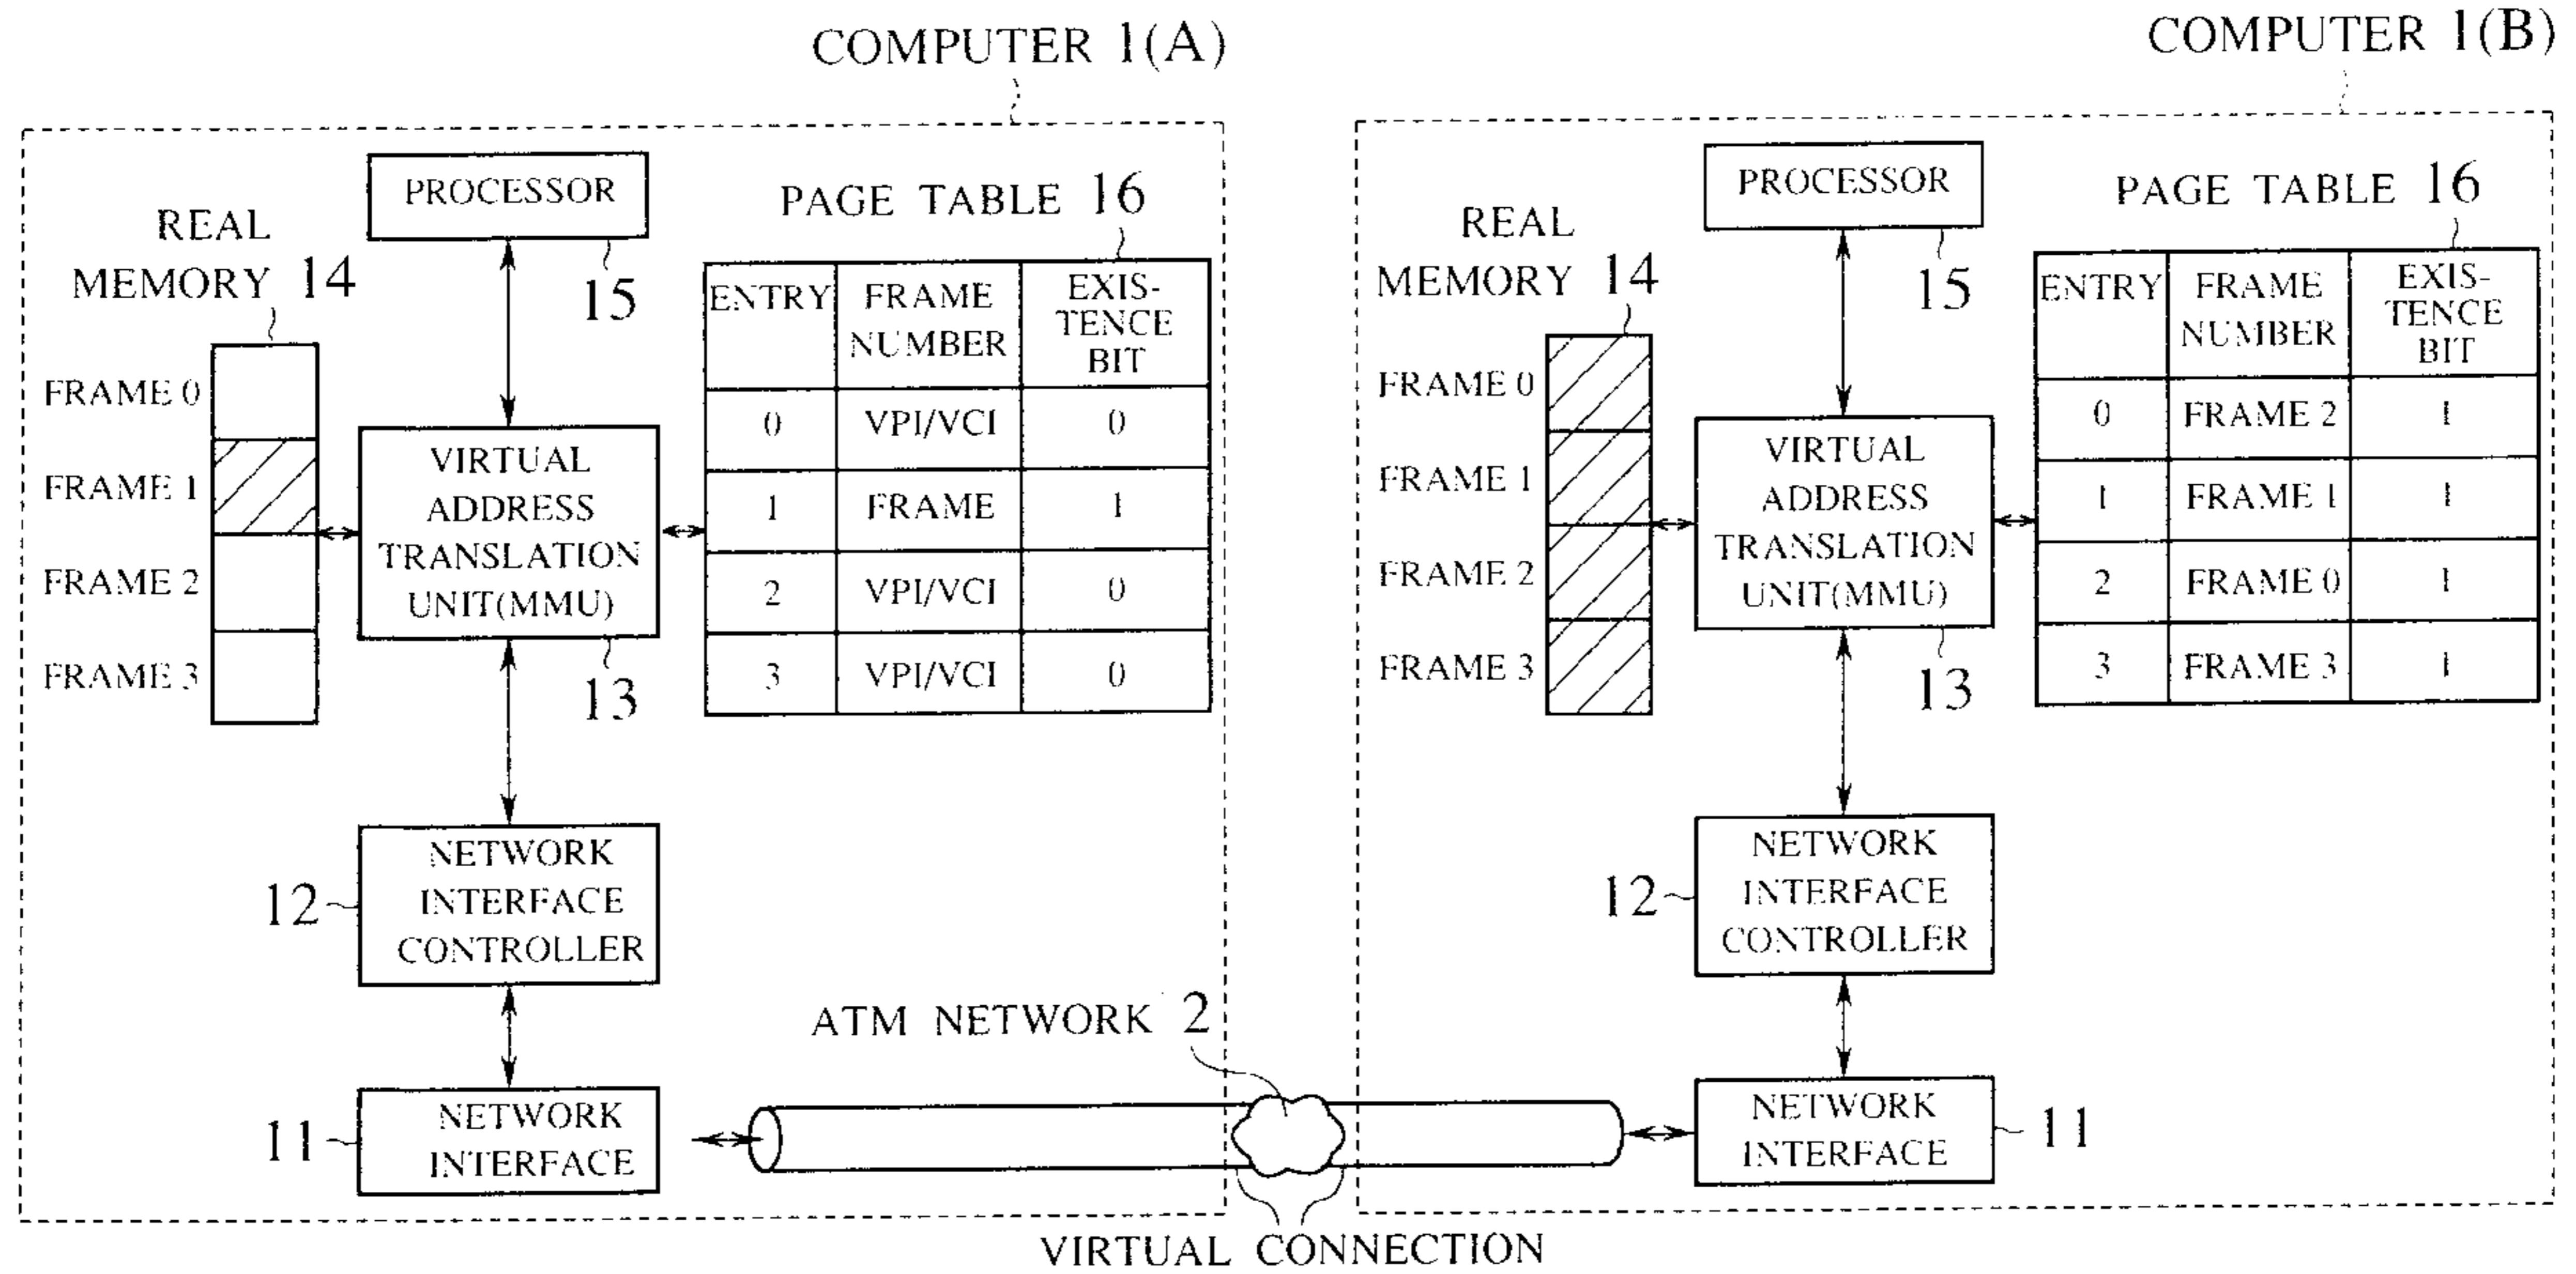 COMPUTER 1(A)
COMPUTER 1(B)
PROCESSOR
15
REAL
MEMORY 14
FRAME 0
FRAME 1
FRAME 2
FRAME 3
VIRTUAL
ADDRESS
TRANSLATION
UNIT(MMU)
13
PAGE TABLE 16
ENTRY FRAME NUMBER EXIS-TENCE BIT
0 VPI/VCI 0
1 FRAME 1
2 VPI/VCI 0
3 VPI/VCI 0
NETWORK
INTERFACE
CONTROLLER
12
NETWORK
INTERFACE
11
ATM NETWORK 2
VIRTUAL CONNECTION
PROCESSOR
15
REAL
MEMORY 14
FRAME 0
FRAME 1
FRAME 2
FRAME 3
VIRTUAL
ADDRESS
TRANSLATION
UNIT(MMU)
13
PAGE TABLE 16
ENTRY FRAME NUMBER EXIS-TENCE BIT
0 FRAME 2 1
1 FRAME 1 1
2 FRAME 0 1
3 FRAME 3 1
NETWORK
INTERFACE
CONTROLLER
12
NETWORK
INTERFACE
11